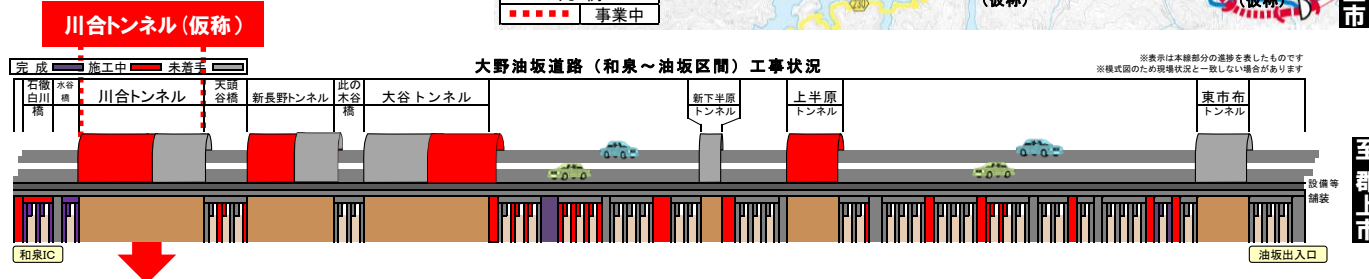 川合トンネル(仮称)
事業中
230
(仮称)
(仮称)
市
完 成 施工中 未着手
大野油坂道路（和泉～油坂区間）工事状況
※表示は本線部分の進捗を表したものです
※模式図のため現場状況と一致しない場合があります
石徹白川橋
水谷橋
川合トンネル
天頭谷橋
新長野トンネル
此の木谷橋
大谷トンネル
新下半原
トンネル
上半原
トンネル
東市布
トンネル
設備等
舗装
至 郡上市
和泉IC
油坂出入口